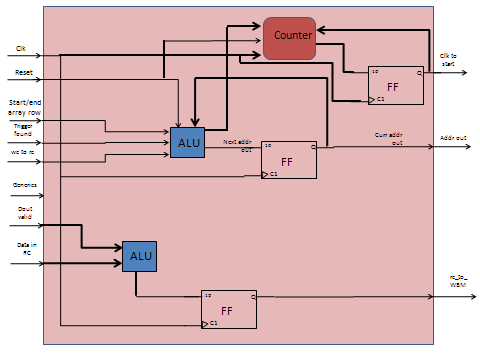 Clk
Reset
Start/end
array row
Trigger
found
wc to rc
Generics
Dout
valid
Data in
RC
Counter
1D
Q
FF
C1
Clk to
start
ALU
Next addr
out
1D
Q
FF
C1
Curr addr
out
Addr out
ALU
1D
Q
FF
C1
rc_to_
WBM